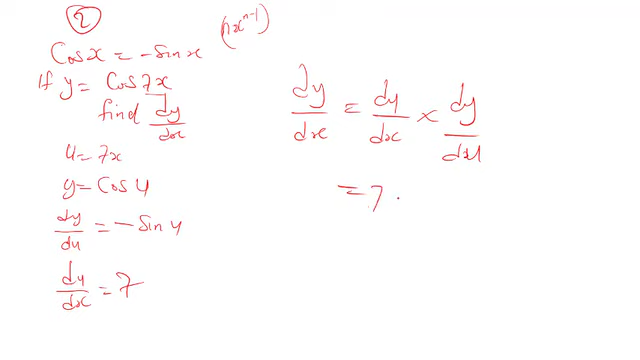 2
Cos x = -Sin x (nx^n-1)
If y = Cos 7x
find dy/dx
u = 7x
y = Cos u
dy/du = - Sin u
du/dx = 7
dy/dx = du/dx × dy/du
= 7.